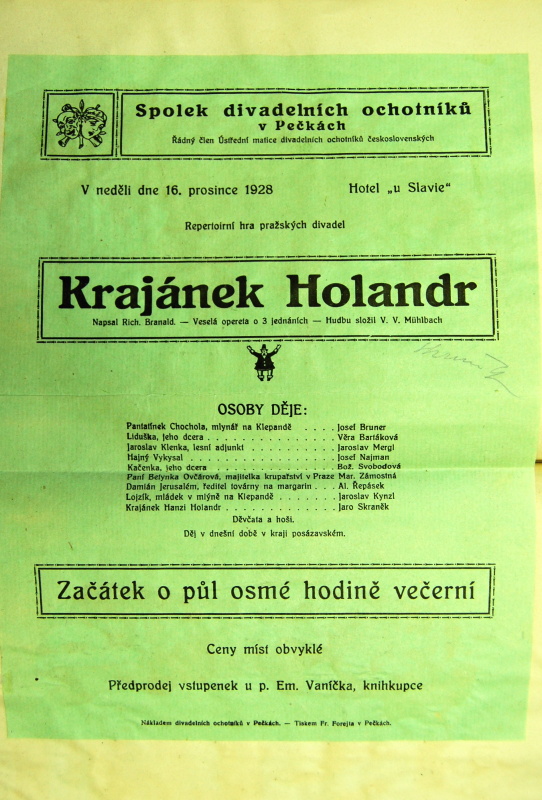 Spolek divadelních ochotníků
v Pečkách
Řádný člen Ústřední matice divadelních ochotníků československých
V neděli dne 16. prosince 1928 Hotel „u Slavie“
Repertoirní hra pražských divadel
Krajánek Holandr
Napsal Rich. Branald. — Veselá opereta o 3 jednáních — Hudbu složil V. V. Mühlbach
OSOBY DĚJE:
Pantatínek Chochola, mlynář na Klepandě . . . . Josef Bruner
Liduška, jeho dcera . . . . . . . . . . . . . . . . Věra Bartáková
Jaroslav Klenka, lesní adjunkt . . . . . . . . . . . Jaroslav Mergl
Hajný Vykysal . . . . . . . . . . . . . . . . . . Josef Najman
Kačenka, jeho dcera . . . . . . . . . . . . . . . Bož. Svobodová
Paní Betynka Ovčárová, majitelka krupařství v Praze Mar. Zámostná
Damián Jerusalém, ředitel továrny na margarin . . . Al. Řepásek
Lojzík, mládek v mlýně na Klepandě . . . . . . . . Jaroslav Kynzl
Krajánek Hanzi Holandr . . . . . . . . . . . . . Jaro Skraněk
Děvčata a hoši.
Děj v dnešní době v kraji posázavském.
Začátek o půl osmé hodině večerní
Ceny míst obvyklé
Předprodej vstupenek u p. Em. Vaníčka, knihkupce
Nákladem divadelních ochotníků v Pečkách. — Tiskem Fr. Forejta v Pečkách.